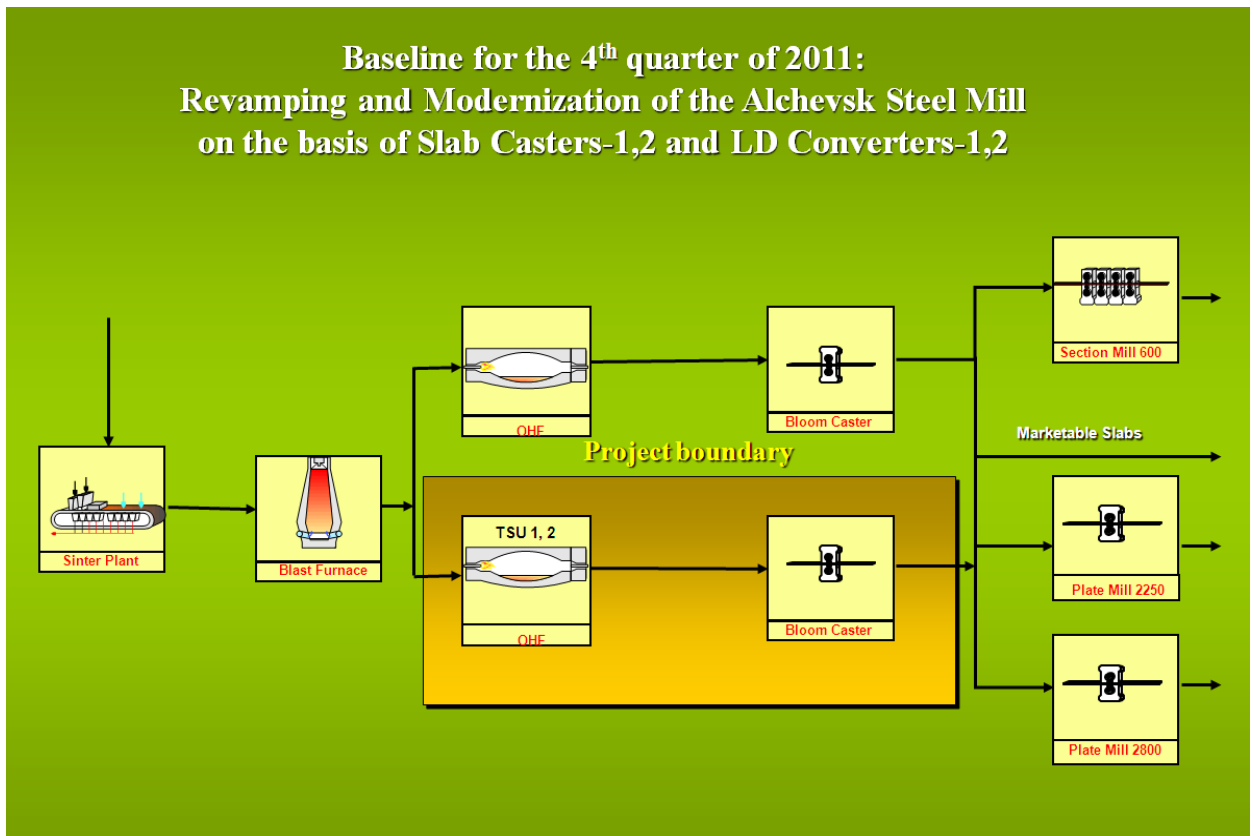 Baseline for the 4th quarter of 2011:
Revamping and Modernization of the Alchevsk Steel Mill
on the basis of Slab Casters-1,2 and LD Converters-1,2
Section Mill 600
OHF
Bloom Caster
Marketable Slabs
Project boundary
Sinter Plant
Blast Furnace
TSU 1, 2
OHF
Bloom Caster
Plate Mill 2250
Plate Mill 2800